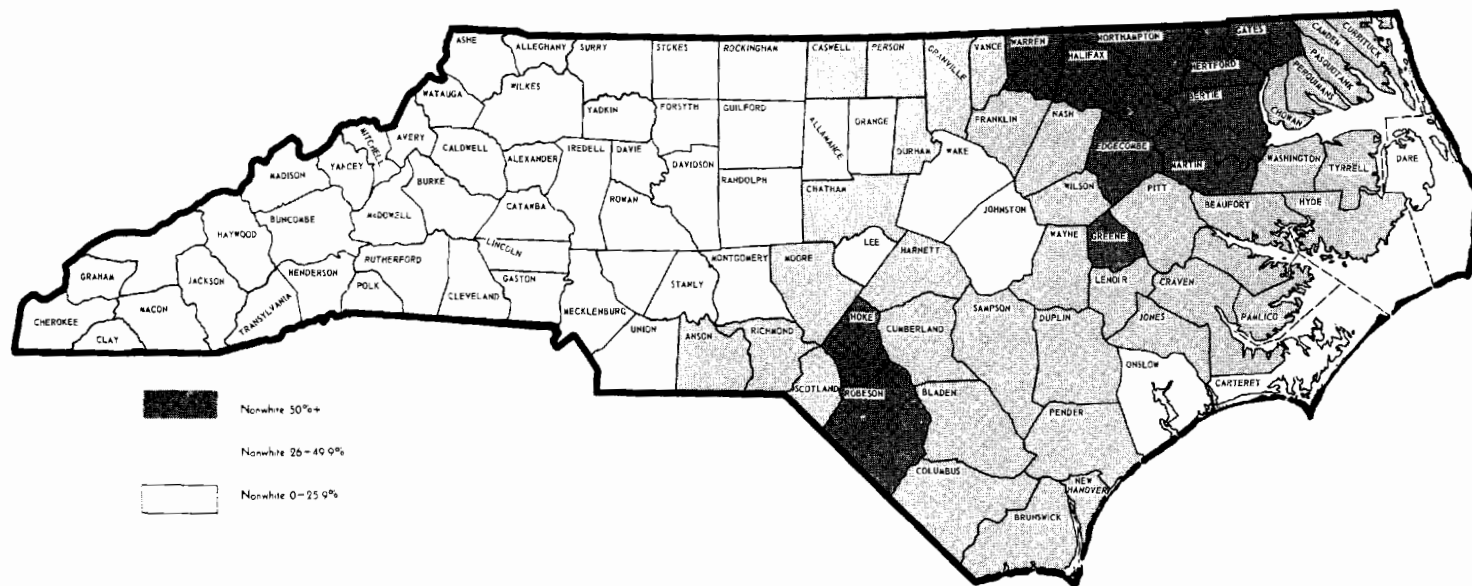 ASHE
ALLEGHANY
SURRY
STOKES
ROCKINGHAM
CASWELL
PERSON
GRANVILLE
VANCE
WARREN
NORTHAMPTON
GATES
CURRITUCK
CAMDEN
PASQUOTANK
PERQUIMANS
HALIFAX
HERTFORD
WATAUGA
WILKES
YADKIN
FORSYTH
GUILFORD
ALLAMANCE
ORANGE
DURHAM
FRANKLIN
NASH
BERTIE
CHOWAN
MITCHELL
AVERY
CALDWELL
ALEXANDER
IREDELL
DAVIE
DAVIDSON
WAKE
EDGECOMBE
MARTIN
WASHINGTON
TYRRELL
DARE
MADISON
YANCEY
BURKE
RANDOLPH
CHATHAM
WILSON
PITT
BUNCOMBE
McDOWELL
CATAWBA
ROWAN
JOHNSTON
BEAUFORT
HYDE
HAYWOOD
LINCOLN
LEE
HARNETT
WAYNE
GREENE
GRAHAM
JACKSON
HENDERSON
RUTHERFORD
MONTGOMERY
MOORE
LENOIR
CRAVEN
SWAIN
CHEROKEE
MACON
TRANSYLVANIA
POLK
CLEVELAND
GASTON
MECKLENBURG
STANLY
HOKE
CUMBERLAND
SAMPSON
DUPLIN
JONES
PAMLICO
CLAY
UNION
ANSON
RICHMOND
SCOTLAND
ROBESON
BLADEN
ONSLOW
CARTERET
PENDER
COLUMBUS
NEW
HANOVER
BRUNSWICK
Nonwhite 50%+
Nonwhite 26-49.9%
Nonwhite 0-25.9%